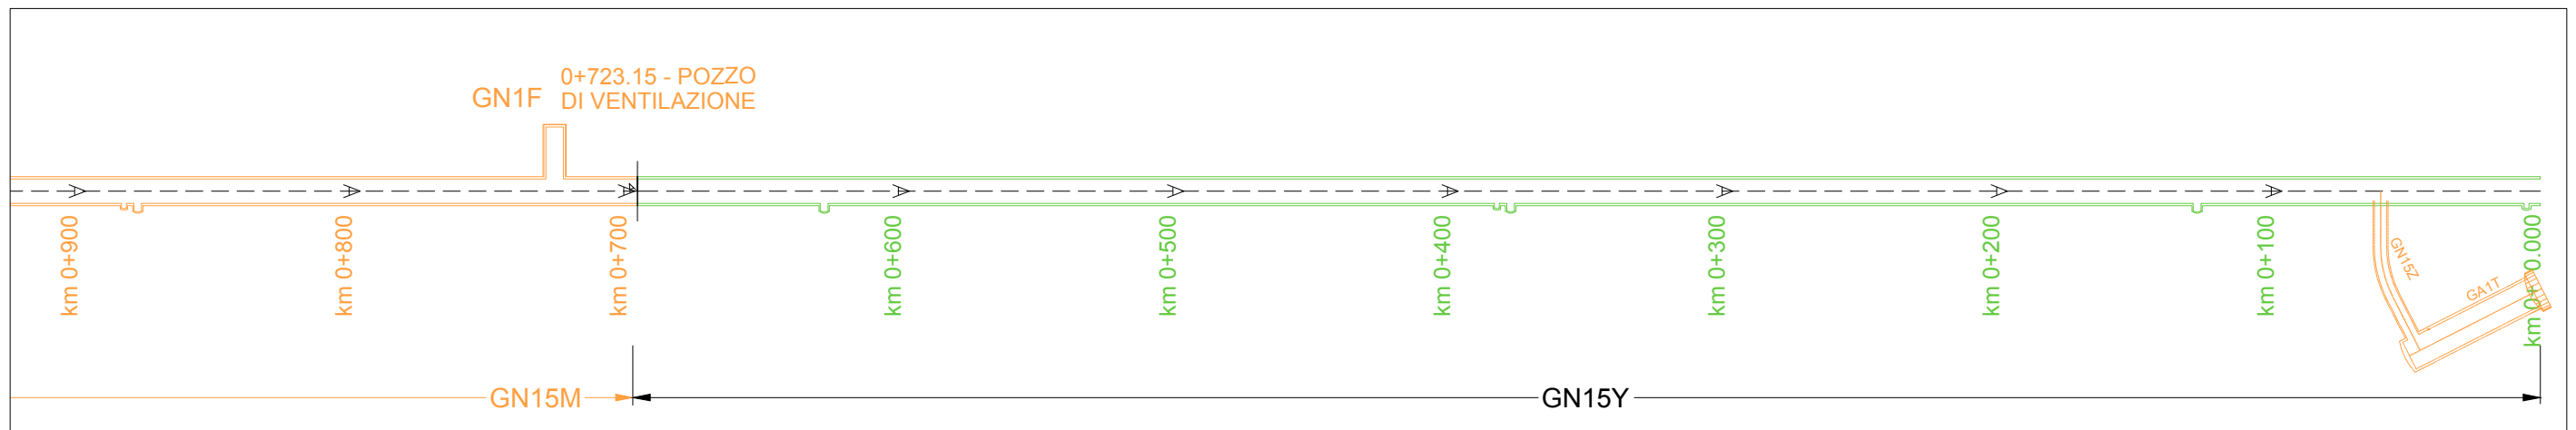 0+723.15 - POZZO
GN1F DI VENTILAZIONE
km 0+900
km 0+800
km 0+700
km 0+600
km 0+500
km 0+400
km 0+300
km 0+200
km 0+100
km 0+0.000
GN15Z
GA1T
GN15M
GN15Y